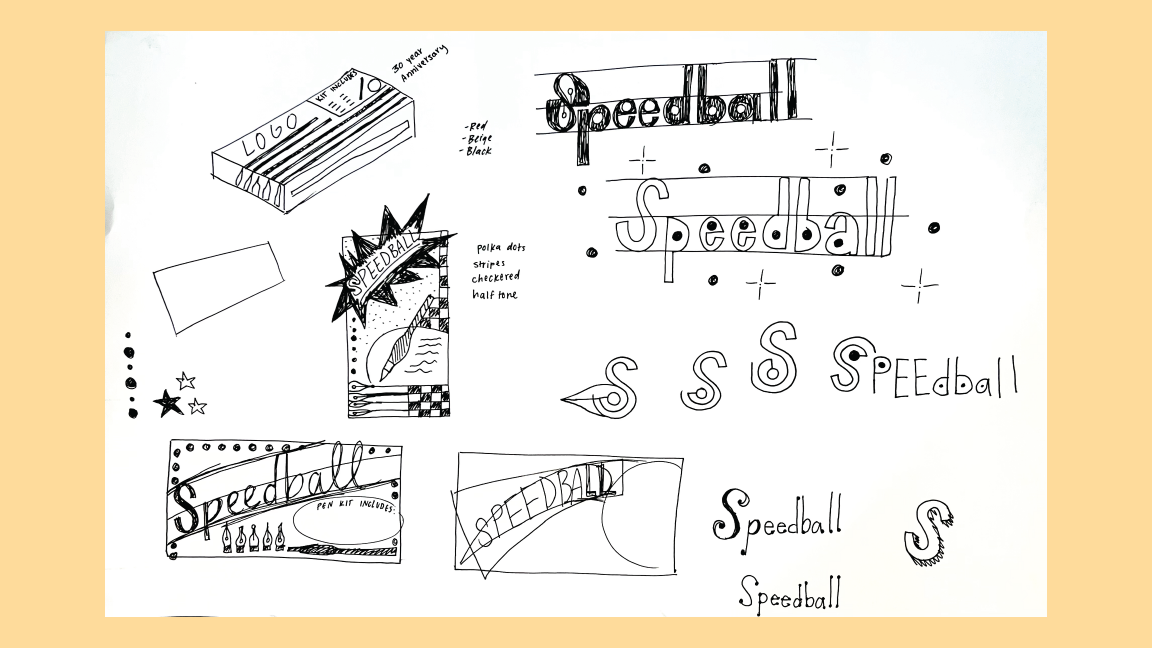 30 year
Anniversary
KIT INCLUDES
LOGO
-Red
-Beige
-Black
Speedball
Speedball
SPEEDBALL
polka dots
stripes
checkered
half tone
S
S
S
SPEEdball
Speedball
PEN KIT INCLUDES:
SPEEDBALL
Speedball
S
Speedball